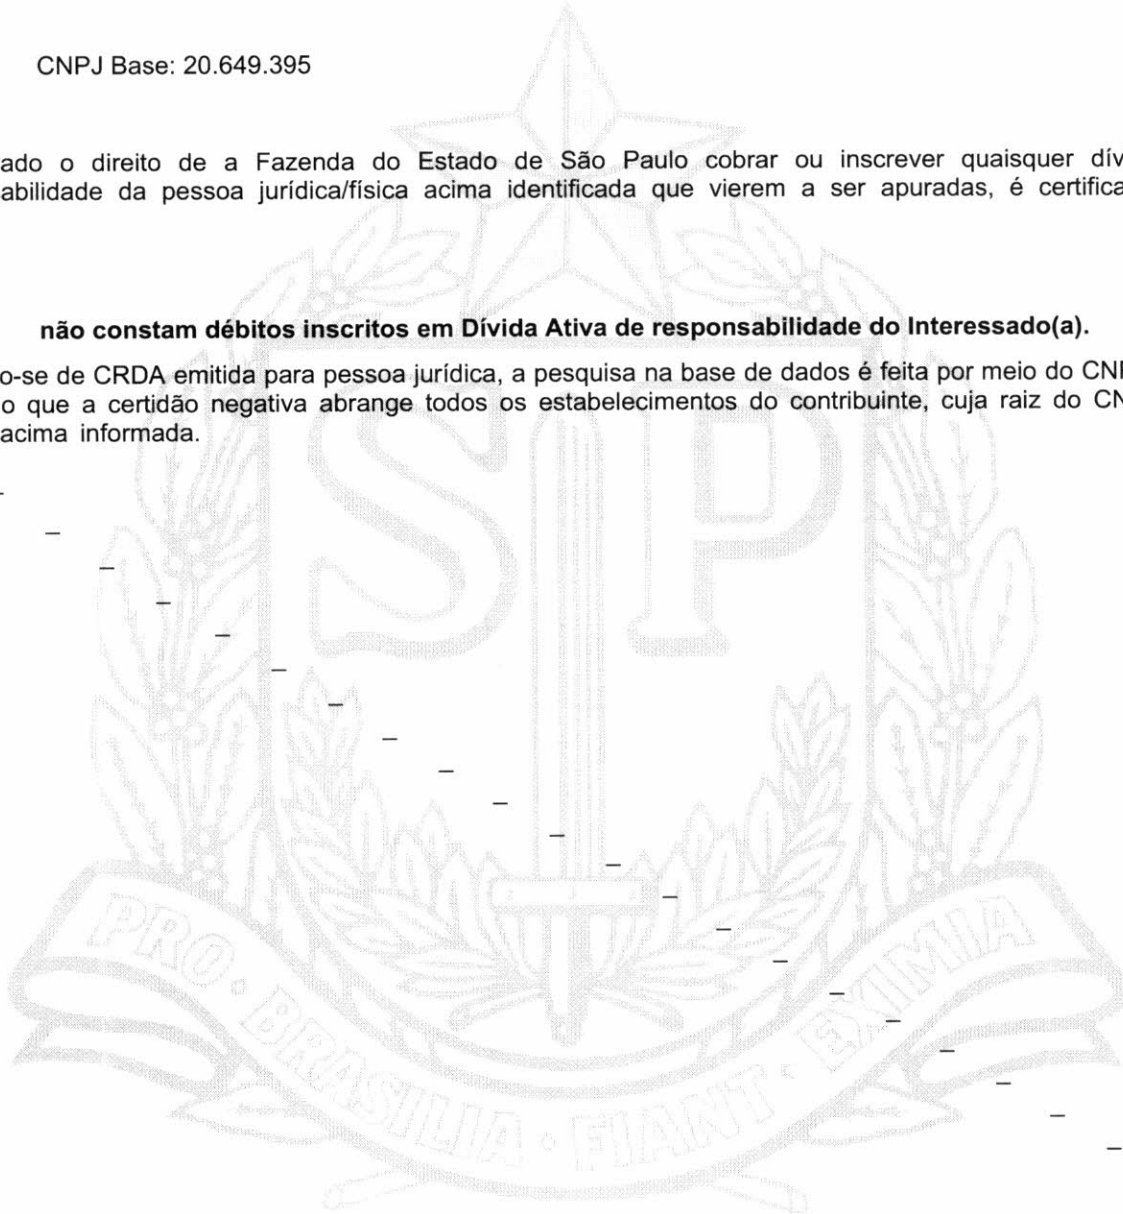 CNPJ Base: 20.649.395
ado o direito de a Fazenda do Estado de São Paulo cobrar ou inscrever quaisquer dív
abilidade da pessoa jurídica/física acima identificada que vierem a ser apuradas, é certifica
não constam débitos inscritos em Dívida Ativa de responsabilidade do Interessado(a).
o-se de CRDA emitida para pessoa jurídica, a pesquisa na base de dados é feita por meio do CNP
o que a certidão negativa abrange todos os estabelecimentos do contribuinte, cuja raiz do CN
acima informada.
SP
PRO · BRASILIA · FIANT · EXIMIA